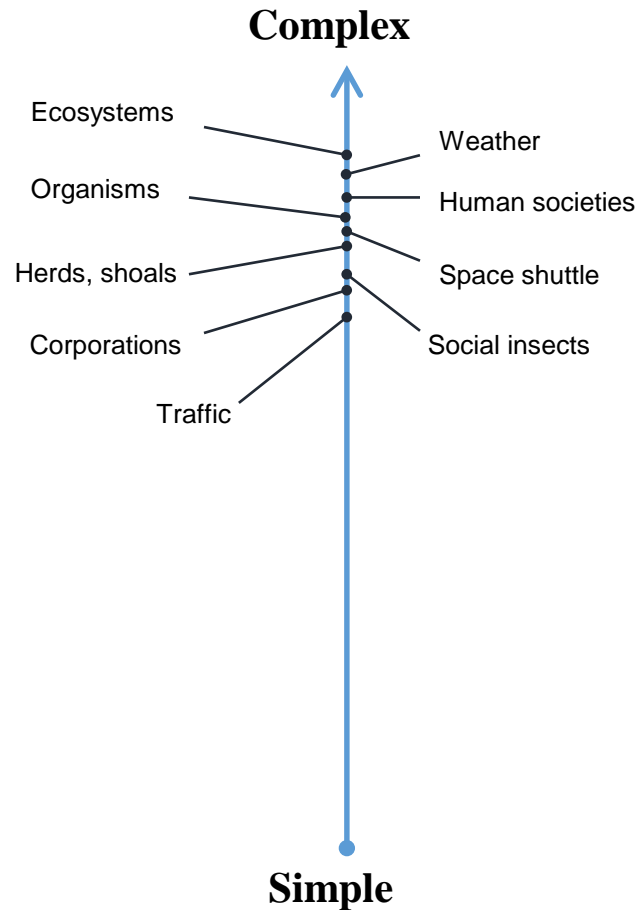 Complex
Ecosystems
Weather
Organisms
Human societies
Herds, shoals
Space shuttle
Corporations
Social insects
Traffic
Simple